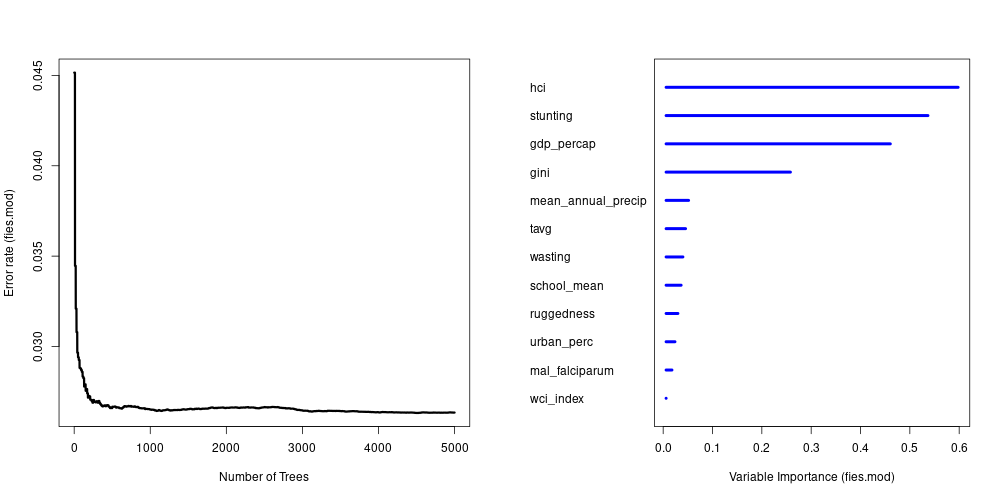 Error rate (fies.mod)
0.045
0.040
0.035
0.030
0 1000 2000 3000 4000 5000
Number of Trees
hci
stunting
gdp_percap
gini
mean_annual_precip
tavg
wasting
school_mean
ruggedness
urban_perc
mal_falciparum
wci_index
0.0 0.1 0.2 0.3 0.4 0.5 0.6
Variable Importance (fies.mod)